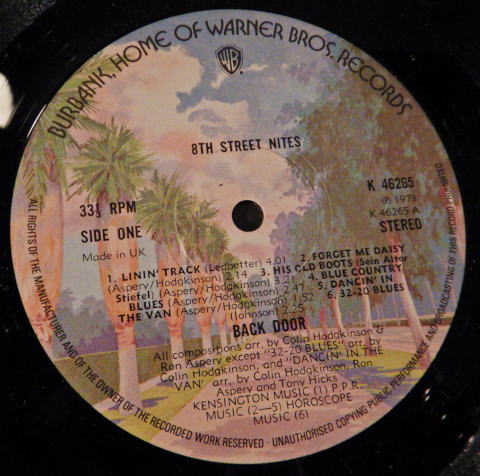 BURBANK, HOME OF WARNER BROS. RECORDS
WB
8TH STREET NITES
33⅓ RPM
SIDE ONE
Made in UK
K 46265
Ⓟ 1973
K 46265 A
STEREO
1. LININ' TRACK (Ledbetter) 4.01 2. FORGET ME DAISY
(Aspery/Hodgkinson) 2.14 3. HIS OLD BOOTS (Sein Altor
Stiefel) (Aspery/Hodgkinson) 3.21 4. BLUE COUNTRY
BLUES (Aspery/Hodgkinson) 2.47 5. DANCIN' IN
THE VAN (Aspery/Hodgkinson) 1.52 6. 32-20 BLUES
(Johnson) 2.25
BACK DOOR
All compositions arr. by Colin Hodgkinson &
Ron Aspery except "32-20 BLUES" arr. by
Colin Hodgkinson, and "DANCIN' IN THE
VAN" arr. by Colin Hodgkinson, Ron
Aspery and Tony Hicks
KENSINGTON MUSIC (1) P.P.R.
MUSIC (2—5) HOROSCOPE
MUSIC (6)
ALL RIGHTS OF THE MANUFACTURER AND OF THE OWNER OF THE RECORDED WORK RESERVED · UNAUTHORISED COPYING PUBLIC PERFORMANCE AND BROADCASTING OF THIS RECORD PROHIBITED